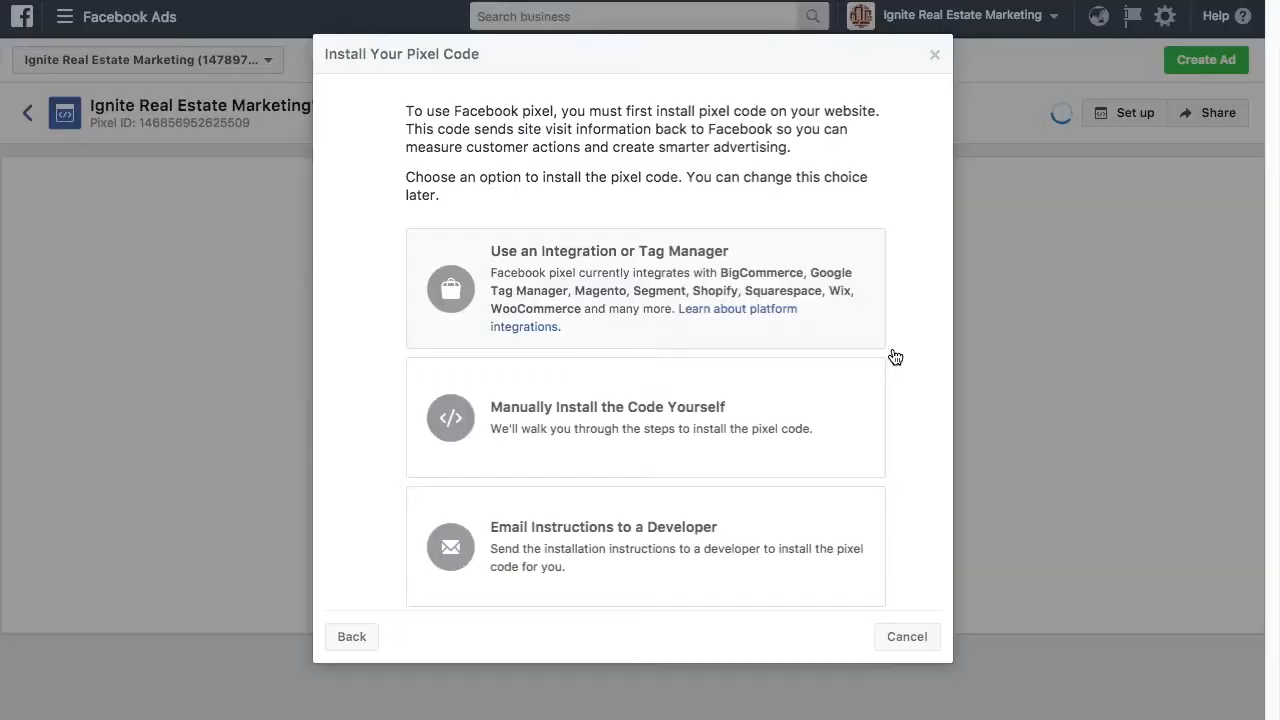 Facebook Ads
Search business
Ignite Real Estate Marketing
Help
Ignite Real Estate Marketing (147897...
Create Ad
Install Your Pixel Code
Ignite Real Estate Marketing'
Pixel ID: 146856952625509
Set up
Share
To use Facebook pixel, you must first install pixel code on your website.
This code sends site visit information back to Facebook so you can
measure customer actions and create smarter advertising.
Choose an option to install the pixel code. You can change this choice
later.
Use an Integration or Tag Manager
Facebook pixel currently integrates with BigCommerce, Google
Tag Manager, Magento, Segment, Shopify, Squarespace, Wix,
WooCommerce and many more. Learn about platform
integrations.
Manually Install the Code Yourself
We'll walk you through the steps to install the pixel code.
Email Instructions to a Developer
Send the installation instructions to a developer to install the pixel
code for you.
Back
Cancel